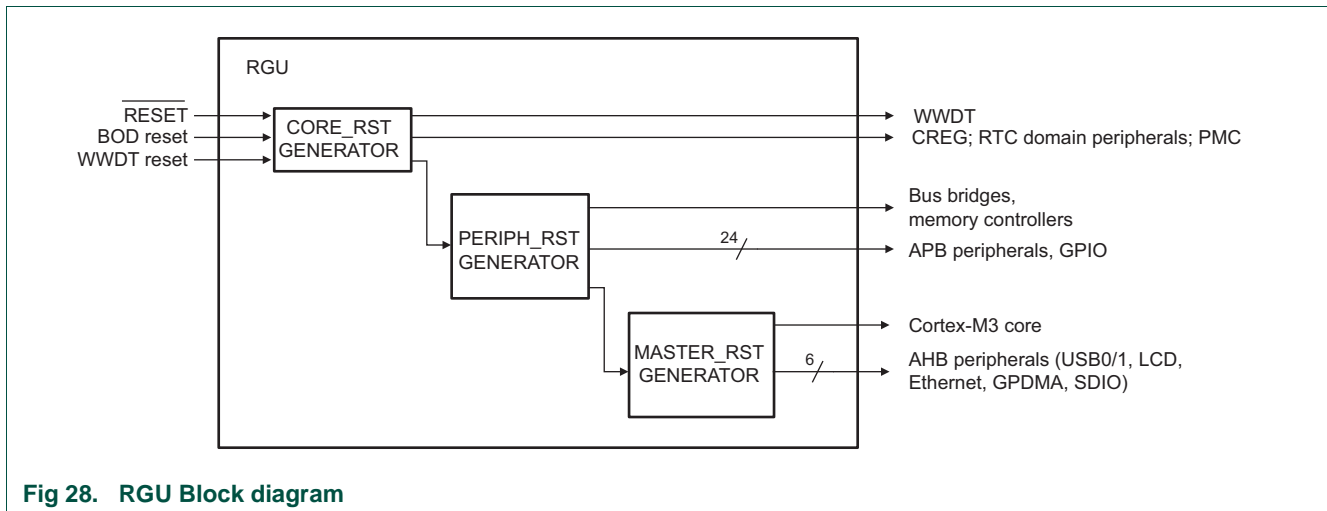 RGU
RESET
BOD reset
WWDT reset
CORE_RST
GENERATOR
WWDT
CREG; RTC domain peripherals; PMC
PERIPH_RST
GENERATOR
Bus bridges,
memory controllers
24
APB peripherals, GPIO
MASTER_RST
GENERATOR
Cortex-M3 core
6
AHB peripherals (USB0/1, LCD,
Ethernet, GPDMA, SDIO)
Fig 28. RGU Block diagram